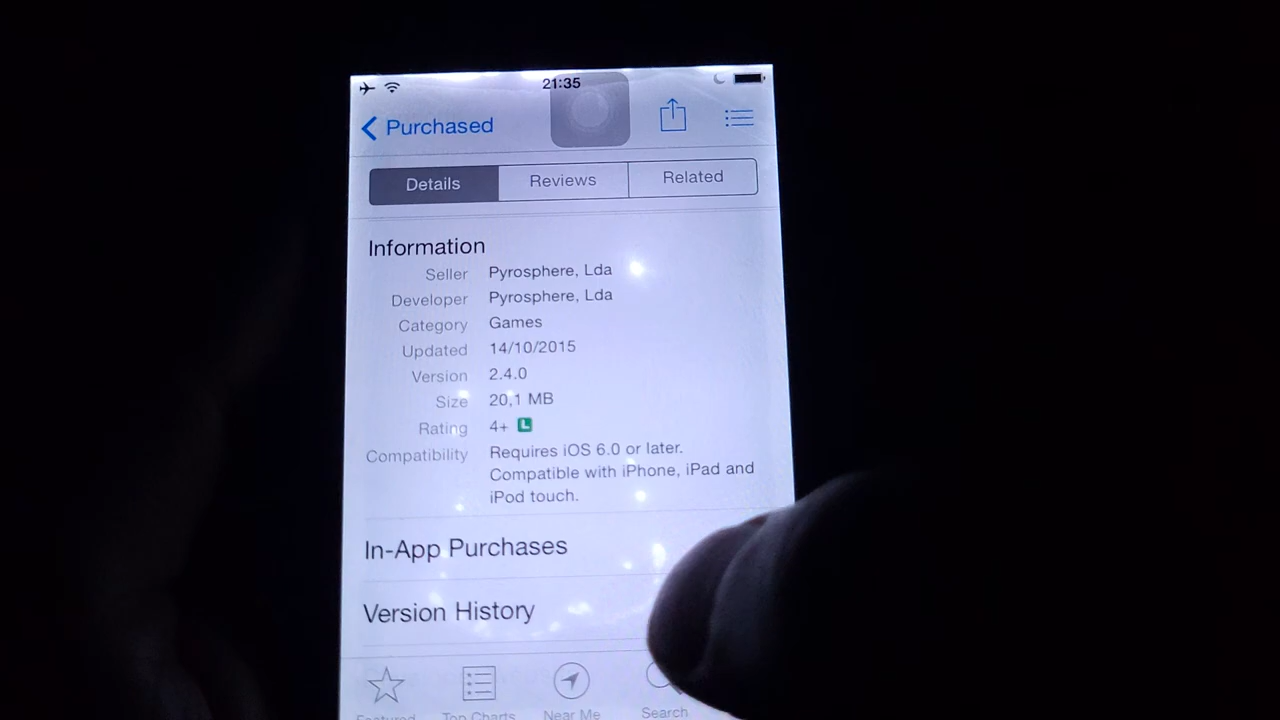 21:35
Purchased
Details Reviews Related
Information
Seller Pyrosphere, Lda
Developer Pyrosphere, Lda
Category Games
Updated 14/10/2015
Version 2.4.0
Size 20,1 MB
Rating 4+ L
Compatibility Requires iOS 6.0 or later.
Compatible with iPhone, iPad and
iPod touch.
In-App Purchases
Version History
Featured Top Charts Near Me Search